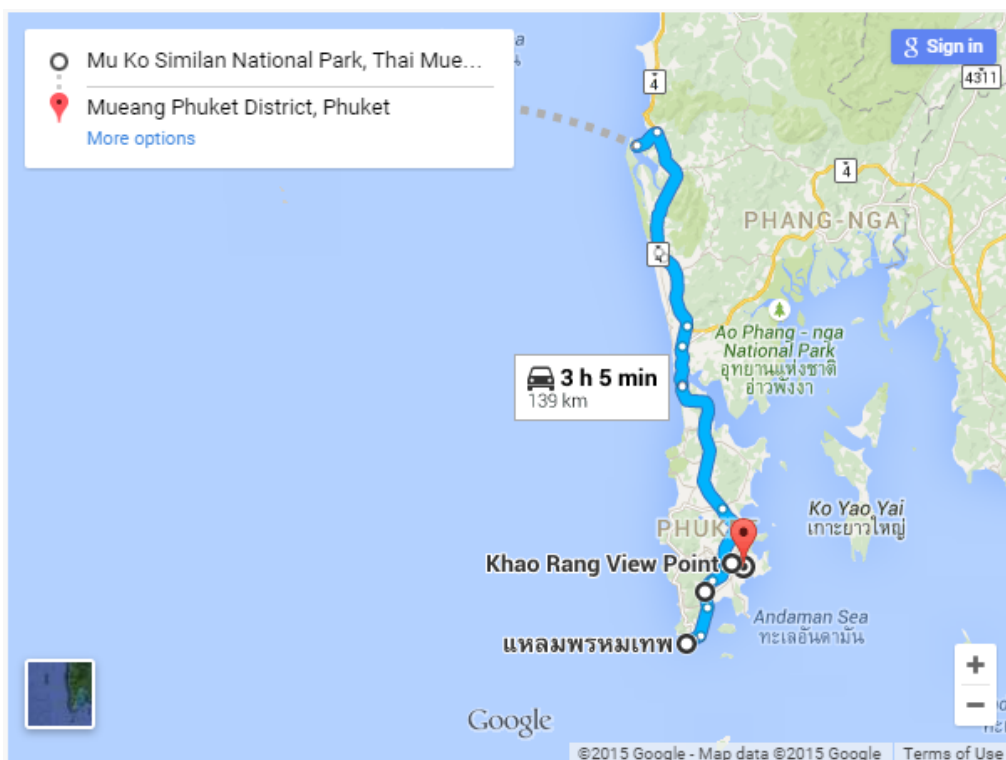 Mu Ko Similan National Park, Thai Mue...
Mueang Phuket District, Phuket
More options
Sign in
4
4311
4
PHANG-NGA
Ao Phang - nga
National Park
อุทยานแห่งชาติ
อ่าวพังงา
3 h 5 min
139 km
Ko Yao Yai
เกาะยาวใหญ่
Khao Rang View Point
แหลมพรหมเทพ
Andaman Sea
ทะเลอันดามัน
Google
©2015 Google - Map data ©2015 Google
Terms of Use